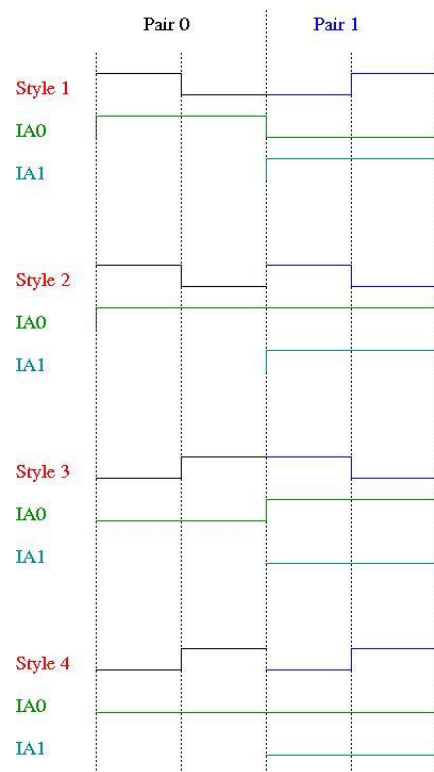 Pair 0 Pair 1
Style 1
IA0
IA1
Style 2
IA0
IA1
Style 3
IA0
IA1
Style 4
IA0
IA1